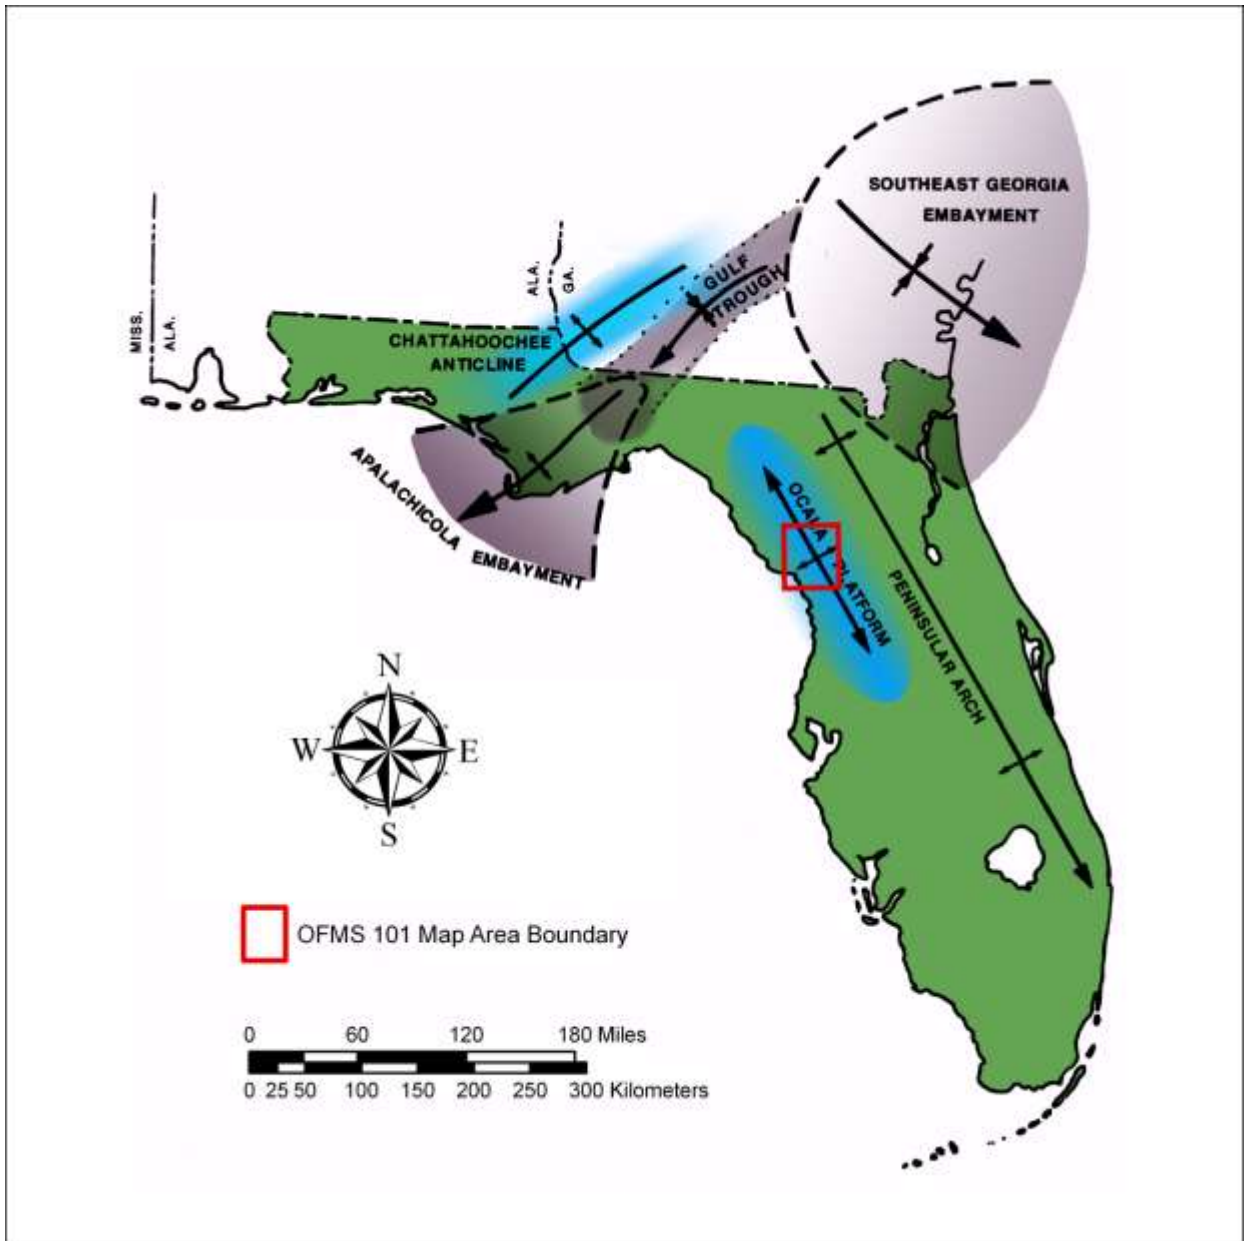 SOUTHEAST GEORGIA
EMBAYMENT
GULF
TROUGH
MISS.
ALA.
ALA.
GA.
CHATTAHOOCHEE
ANTICLINE
APALACHICOLA EMBAYMENT
OCALA PLATFORM
PENINSULAR ARCH
N
W E
S
OFMS 101 Map Area Boundary
0 60 120 180 Miles
0 25 50 100 150 200 250 300 Kilometers